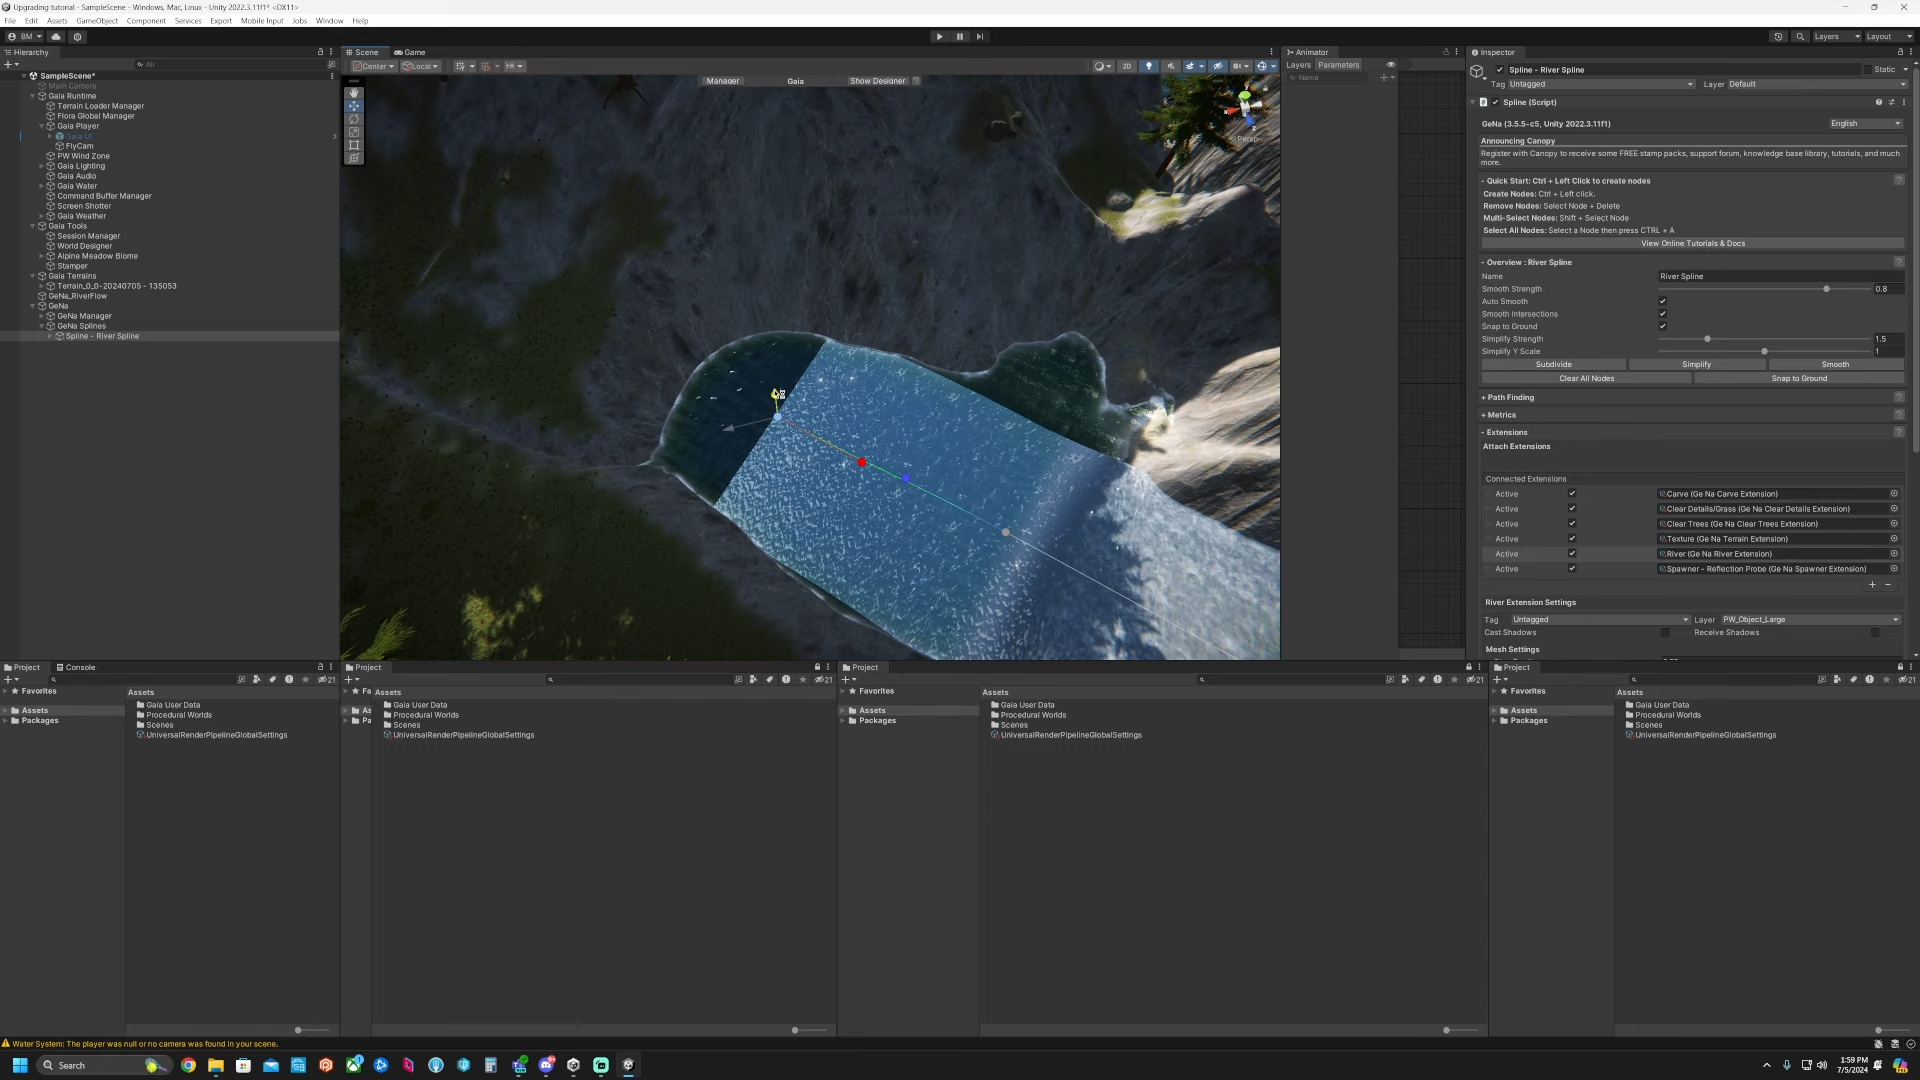 Upgrading tutorial - SampleScene - Windows, Mac, Linux - Unity 2022.3.11f1* <DX11>
File Edit Assets GameObject Component Services Export Mobile Input Jobs Window Help
BM
Layers Layout
Hierarchy
All
SampleScene*
Main Camera
Gaia Runtime
Terrain Loader Manager
Flora Global Manager
Gaia Player
Gaia UI
FlyCam
PW Wind Zone
Gaia Lighting
Gaia Audio
Gaia Water
Command Buffer Manager
Screen Shotter
Gaia Weather
Gaia Tools
Session Manager
World Designer
Alpine Meadow Biome
Stamper
Gaia Terrains
Terrain_0_0-20240705 - 135053
GeNa_RiverFlow
GeNa
GeNa Manager
GeNa Splines
Spline - River Spline
Scene Game
Center Local
2D
Manager Gaia Show Designer
Persp
Animator
Layers Parameters
Name
Inspector
Spline - River Spline Static
Tag Untagged Layer Default
Spline (Script)
GeNa (3.5.5-c5, Unity 2022.3.11f1) English
Announcing Canopy
Register with Canopy to receive some FREE stamp packs, support forum, knowledge base library, tutorials, and much more.
- Quick Start: Ctrl + Left Click to create nodes
Create Nodes: Ctrl + Left click.
Remove Nodes: Select Node + Delete
Multi-Select Nodes: Shift + Select Node
Select All Nodes: Select a Node then press CTRL + A
View Online Tutorials & Docs
- Overview : River Spline
Name River Spline
Smooth Strength 0.8
Auto Smooth
Smooth Intersections
Snap to Ground
Simplify Strength 1.5
Simplify Y Scale 1
Subdivide Simplify Smooth
Clear All Nodes Snap to Ground
+ Path Finding
+ Metrics
- Extensions
Attach Extensions
Connected Extensions
Active Carve (Ge Na Carve Extension)
Active Clear Details/Grass (Ge Na Clear Details Extension)
Active Clear Trees (Ge Na Clear Trees Extension)
Active Texture (Ge Na Terrain Extension)
Active River (Ge Na River Extension)
Active Spawner - Reflection Probe (Ge Na Spawner Extension)
River Extension Settings
Tag Untagged Layer PW_Object_Large
Cast Shadows Receive Shadows
Mesh Settings
Project Console
21
Favorites
Assets
Packages
Assets
Gaia User Data
Procedural Worlds
Scenes
UniversalRenderPipelineGlobalSettings
Project
21
Fa
As
Pa
Assets
Gaia User Data
Procedural Worlds
Scenes
UniversalRenderPipelineGlobalSettings
Project
21
Favorites
Assets
Packages
Assets
Gaia User Data
Procedural Worlds
Scenes
UniversalRenderPipelineGlobalSettings
Project
21
Favorites
Assets
Packages
Assets
Gaia User Data
Procedural Worlds
Scenes
UniversalRenderPipelineGlobalSettings
Water System: The player was null or no camera was found in your scene.
Search
1:59 PM
7/5/2024